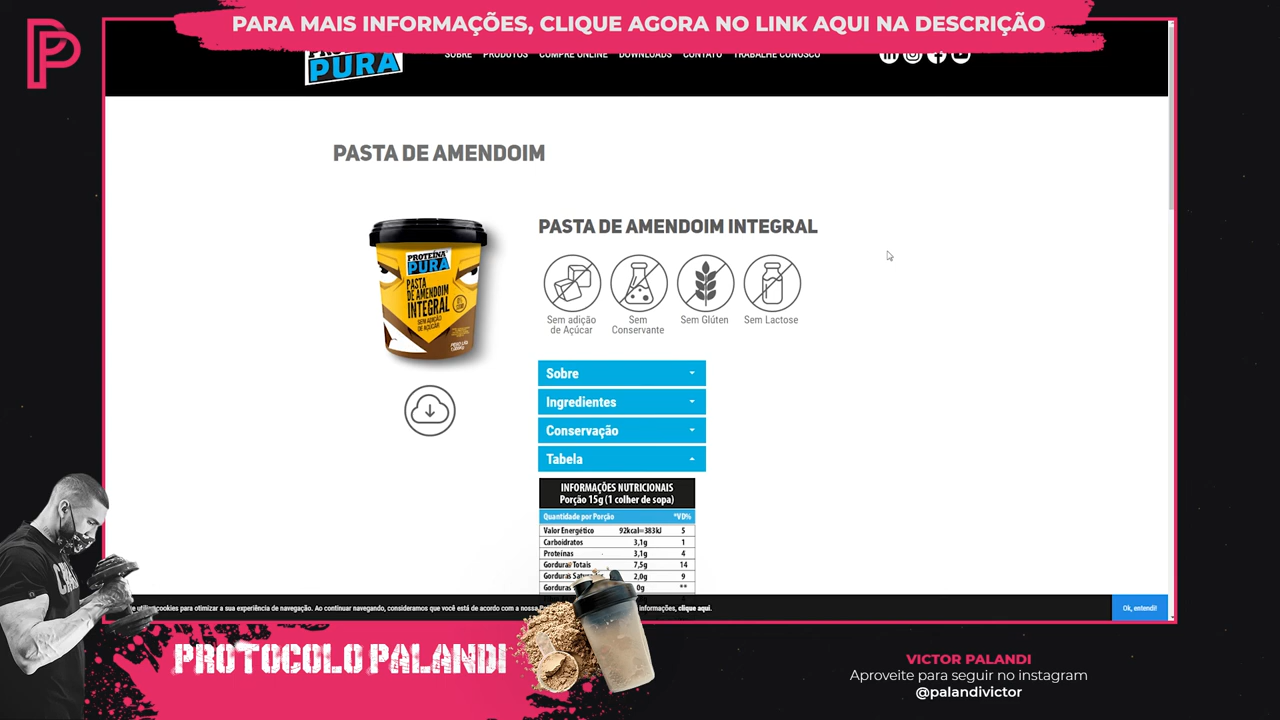 PARA MAIS INFORMAÇÕES, CLIQUE AGORA NO LINK AQUI NA DESCRIÇÃO
PROTEÍNA
PURA
SOBRE PRODUTOS COMPRE ONLINE DOWNLOADS CONTATO TRABALHE CONOSCO
PASTA DE AMENDOIM
PASTA DE AMENDOIM INTEGRAL
PROTEÍNA
PURA
PASTA
DE AMENDOIM
INTEGRAL
SEM ADIÇÃO
DE AÇÚCAR
Sem adição
de Açúcar
Sem
Conservante
Sem Glúten
Sem Lactose
Sobre
Ingredientes
Conservação
Tabela
INFORMAÇÕES NUTRICIONAIS
Porção 15g (1 colher de sopa)
Quantidade por Porção *VD%
Valor Energético 92kcal=383kJ 5
Carboidratos 3,1g 1
Proteínas 3,1g 4
Gorduras Totais 7,5g 14
Gorduras 2,0g 9
Gorduras 0g **
cookies para otimizar a sua experiência de navegação. Ao continuar navegando, consideramos que você está de acordo com a nossa informações, clique aqui.
Ok, entendi!
PROTOCOLO PALANDI
VICTOR PALANDI
Aproveite para seguir no instagram
@palandivictor